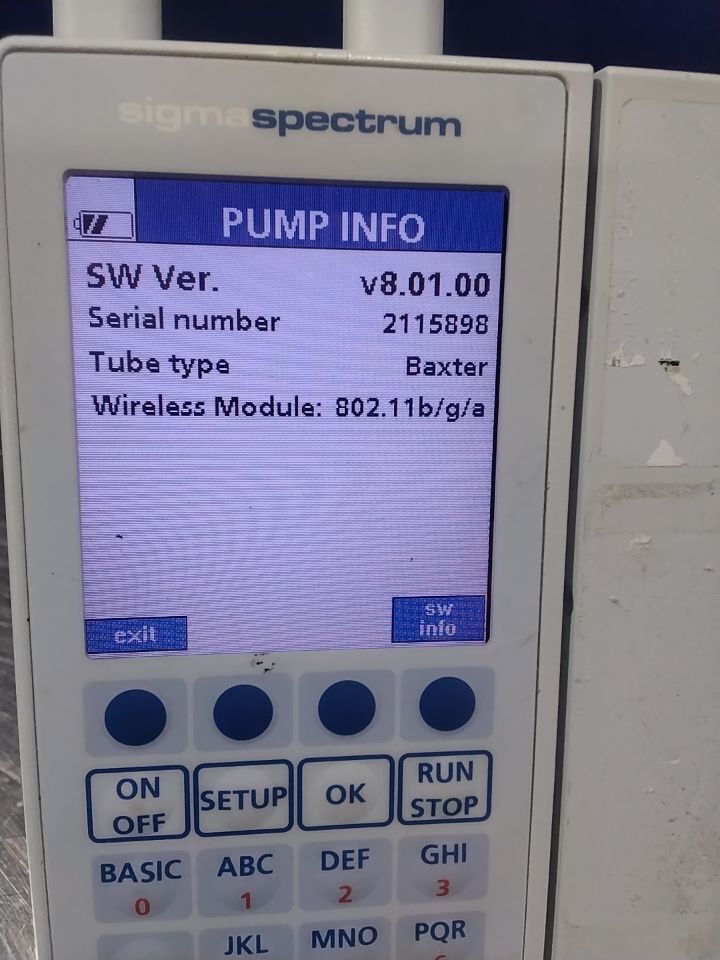 sigmaspectrum
PUMP INFO
SW Ver. v8.01.00
Serial number 2115898
Tube type Baxter
Wireless Module: 802.11b/g/a
exit
sw
info
ON
OFF
SETUP
OK
RUN
STOP
BASIC ABC DEF GHI
0 1 2 3
JKL MNO PQR